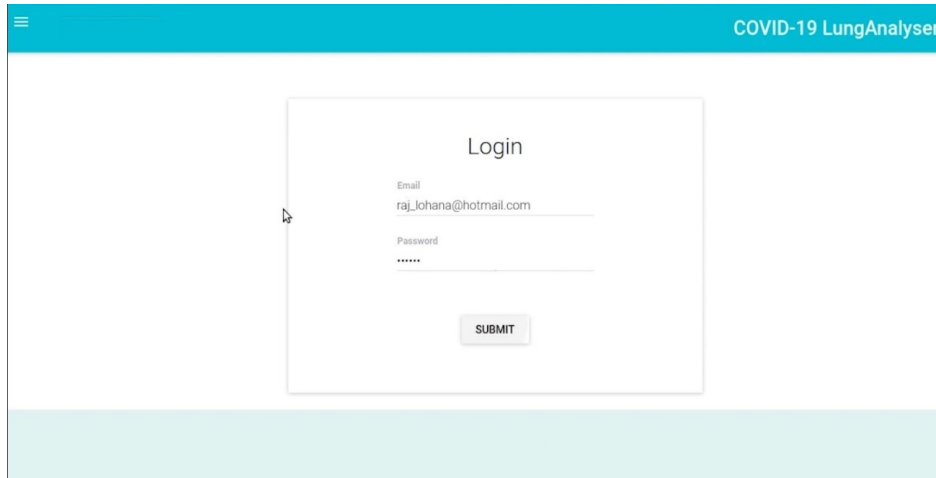 COVID-19 LungAnalyser
Login
Email
raj_lohana@hotmail.com
Password
••••••
SUBMIT